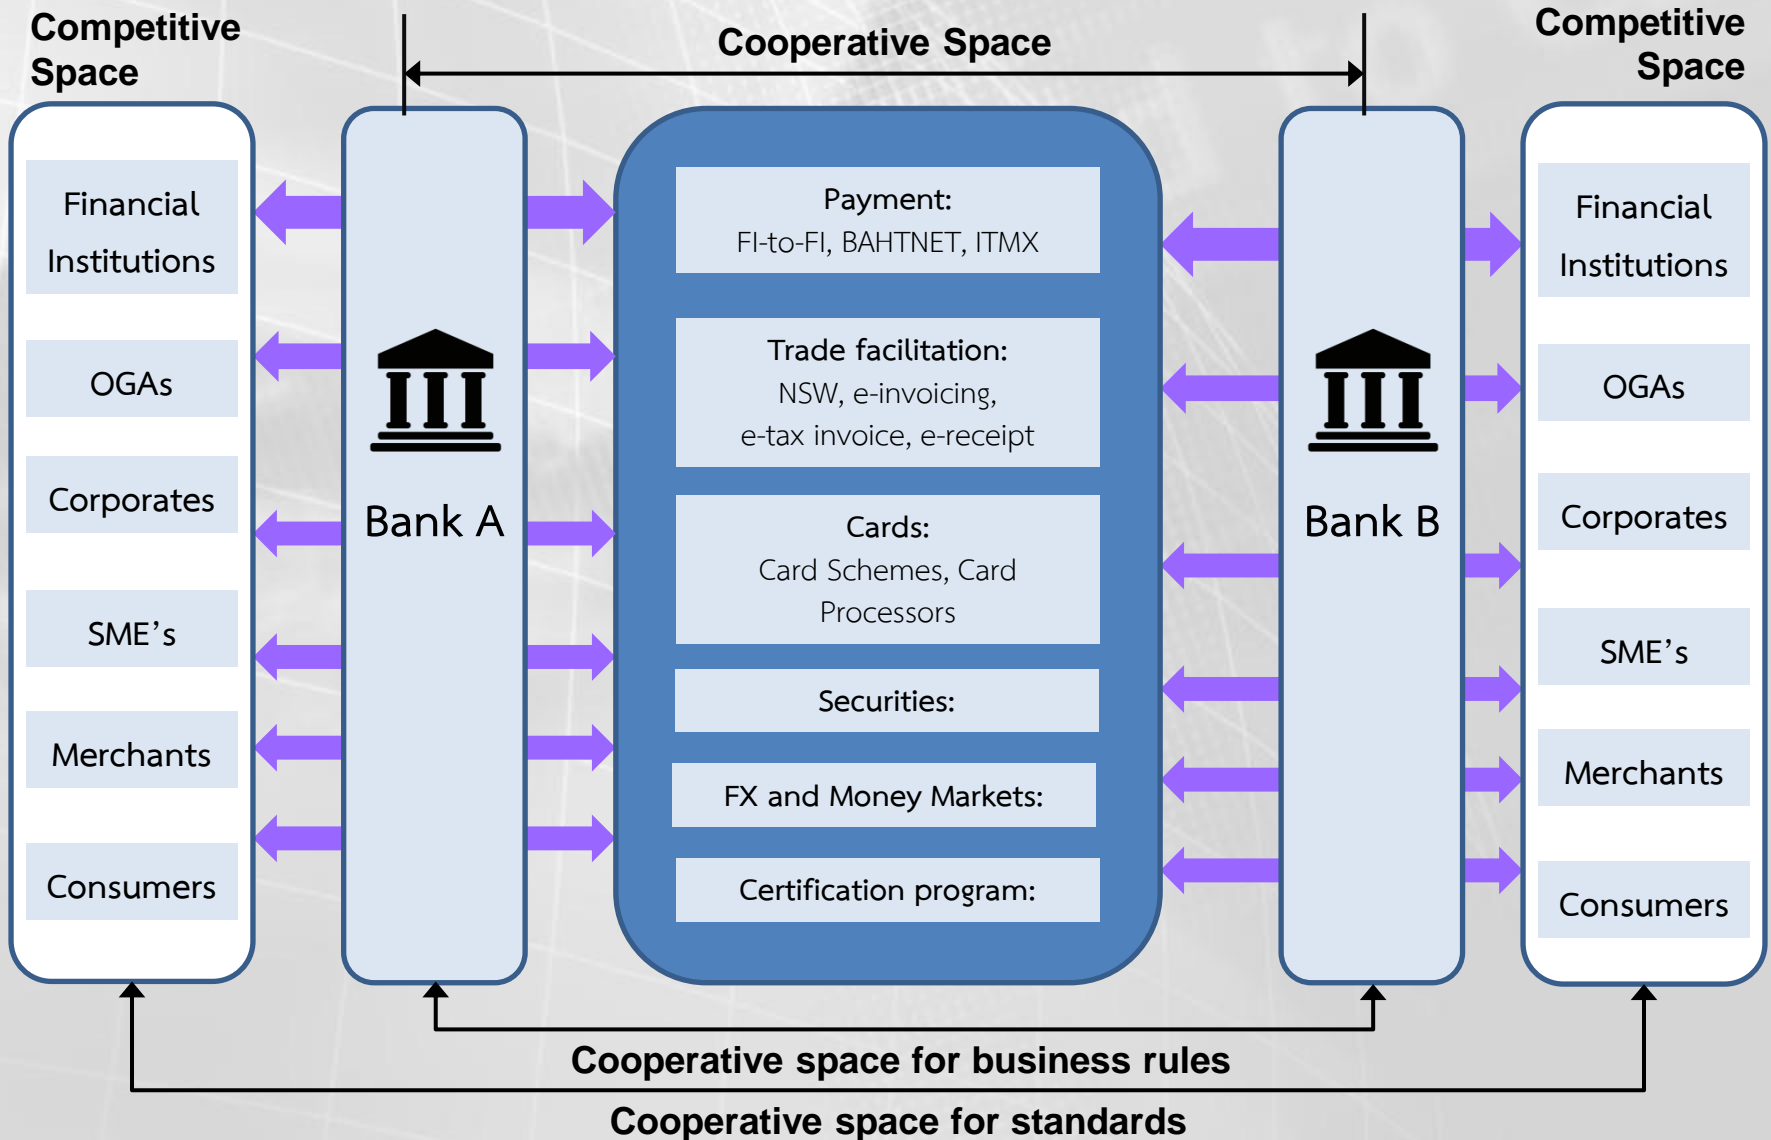 Competitive
Space
Cooperative Space
Competitive
Space
Financial
Institutions
OGAs
Corporates
SME's
Merchants
Consumers
Bank A
Payment:
FI-to-FI, BAHTNET, ITMX
Trade facilitation:
NSW, e-invoicing,
e-tax invoice, e-receipt
Cards:
Card Schemes, Card
Processors
Securities:
FX and Money Markets:
Certification program:
Bank B
Financial
Institutions
OGAs
Corporates
SME's
Merchants
Consumers
Cooperative space for business rules
Cooperative space for standards